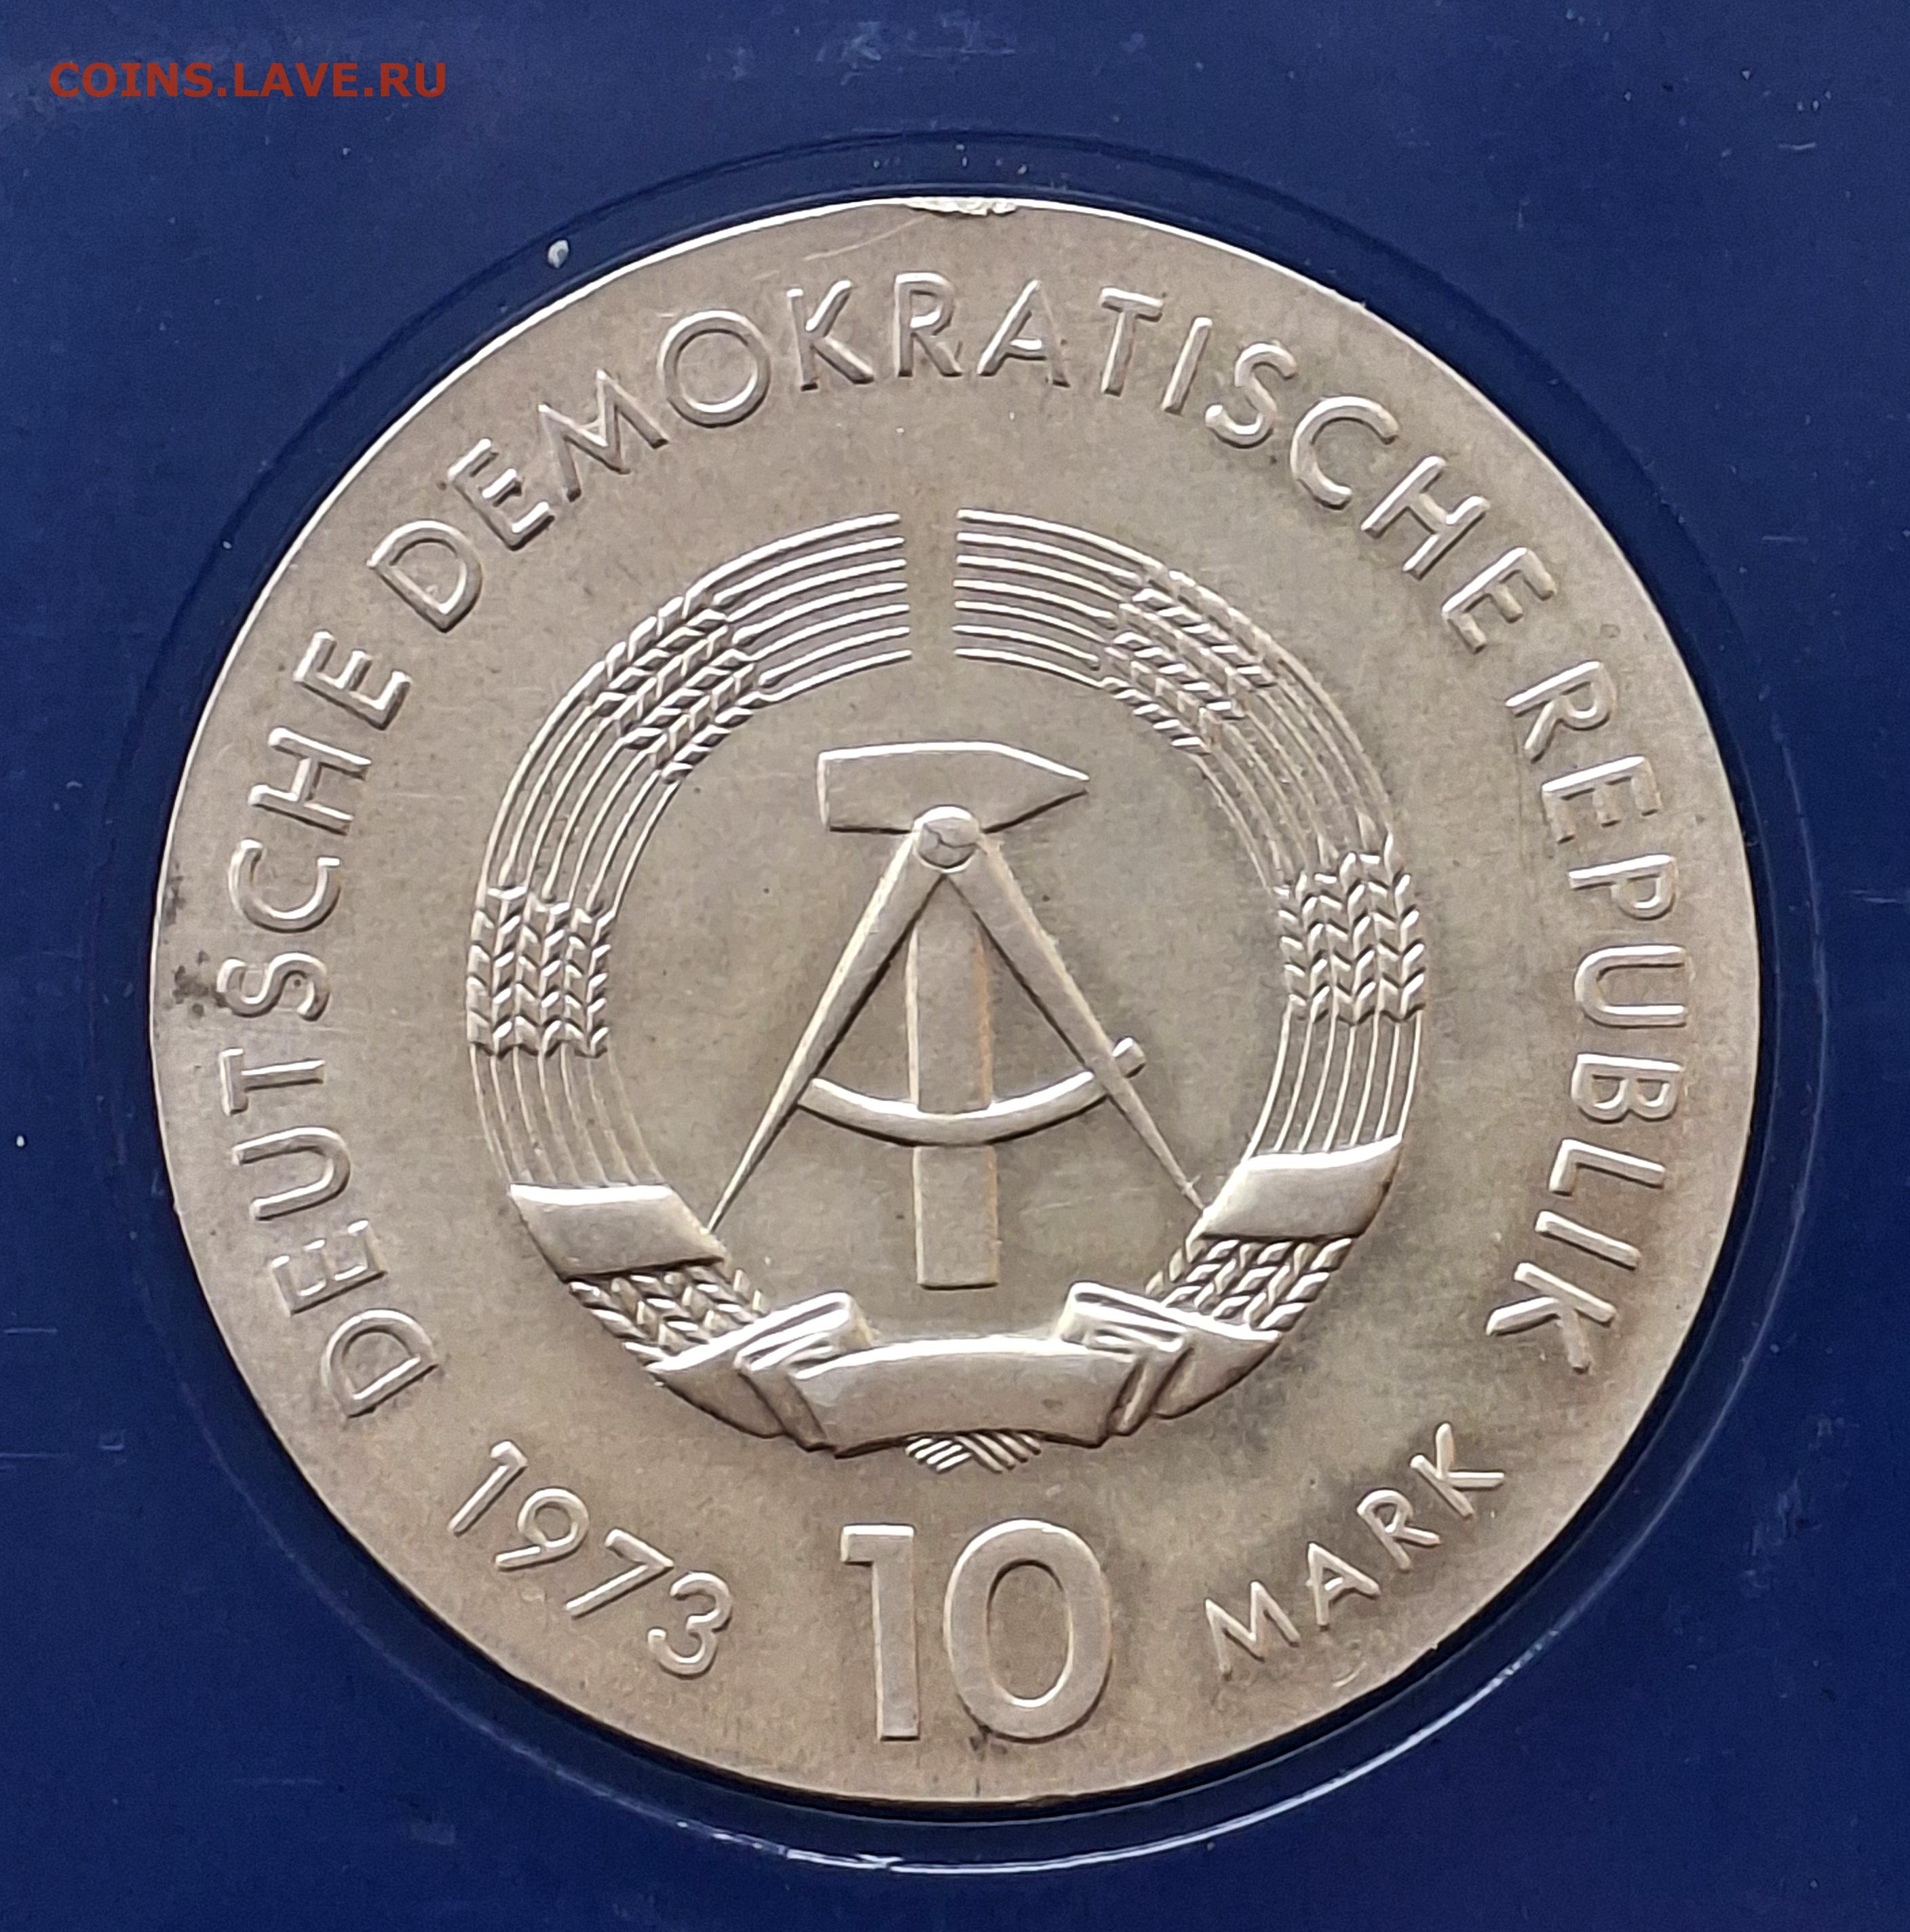 COINS.LAVE.RU
DEUTSCHE DEMOKRATISCHE REPUBLIK
1973 10 MARK